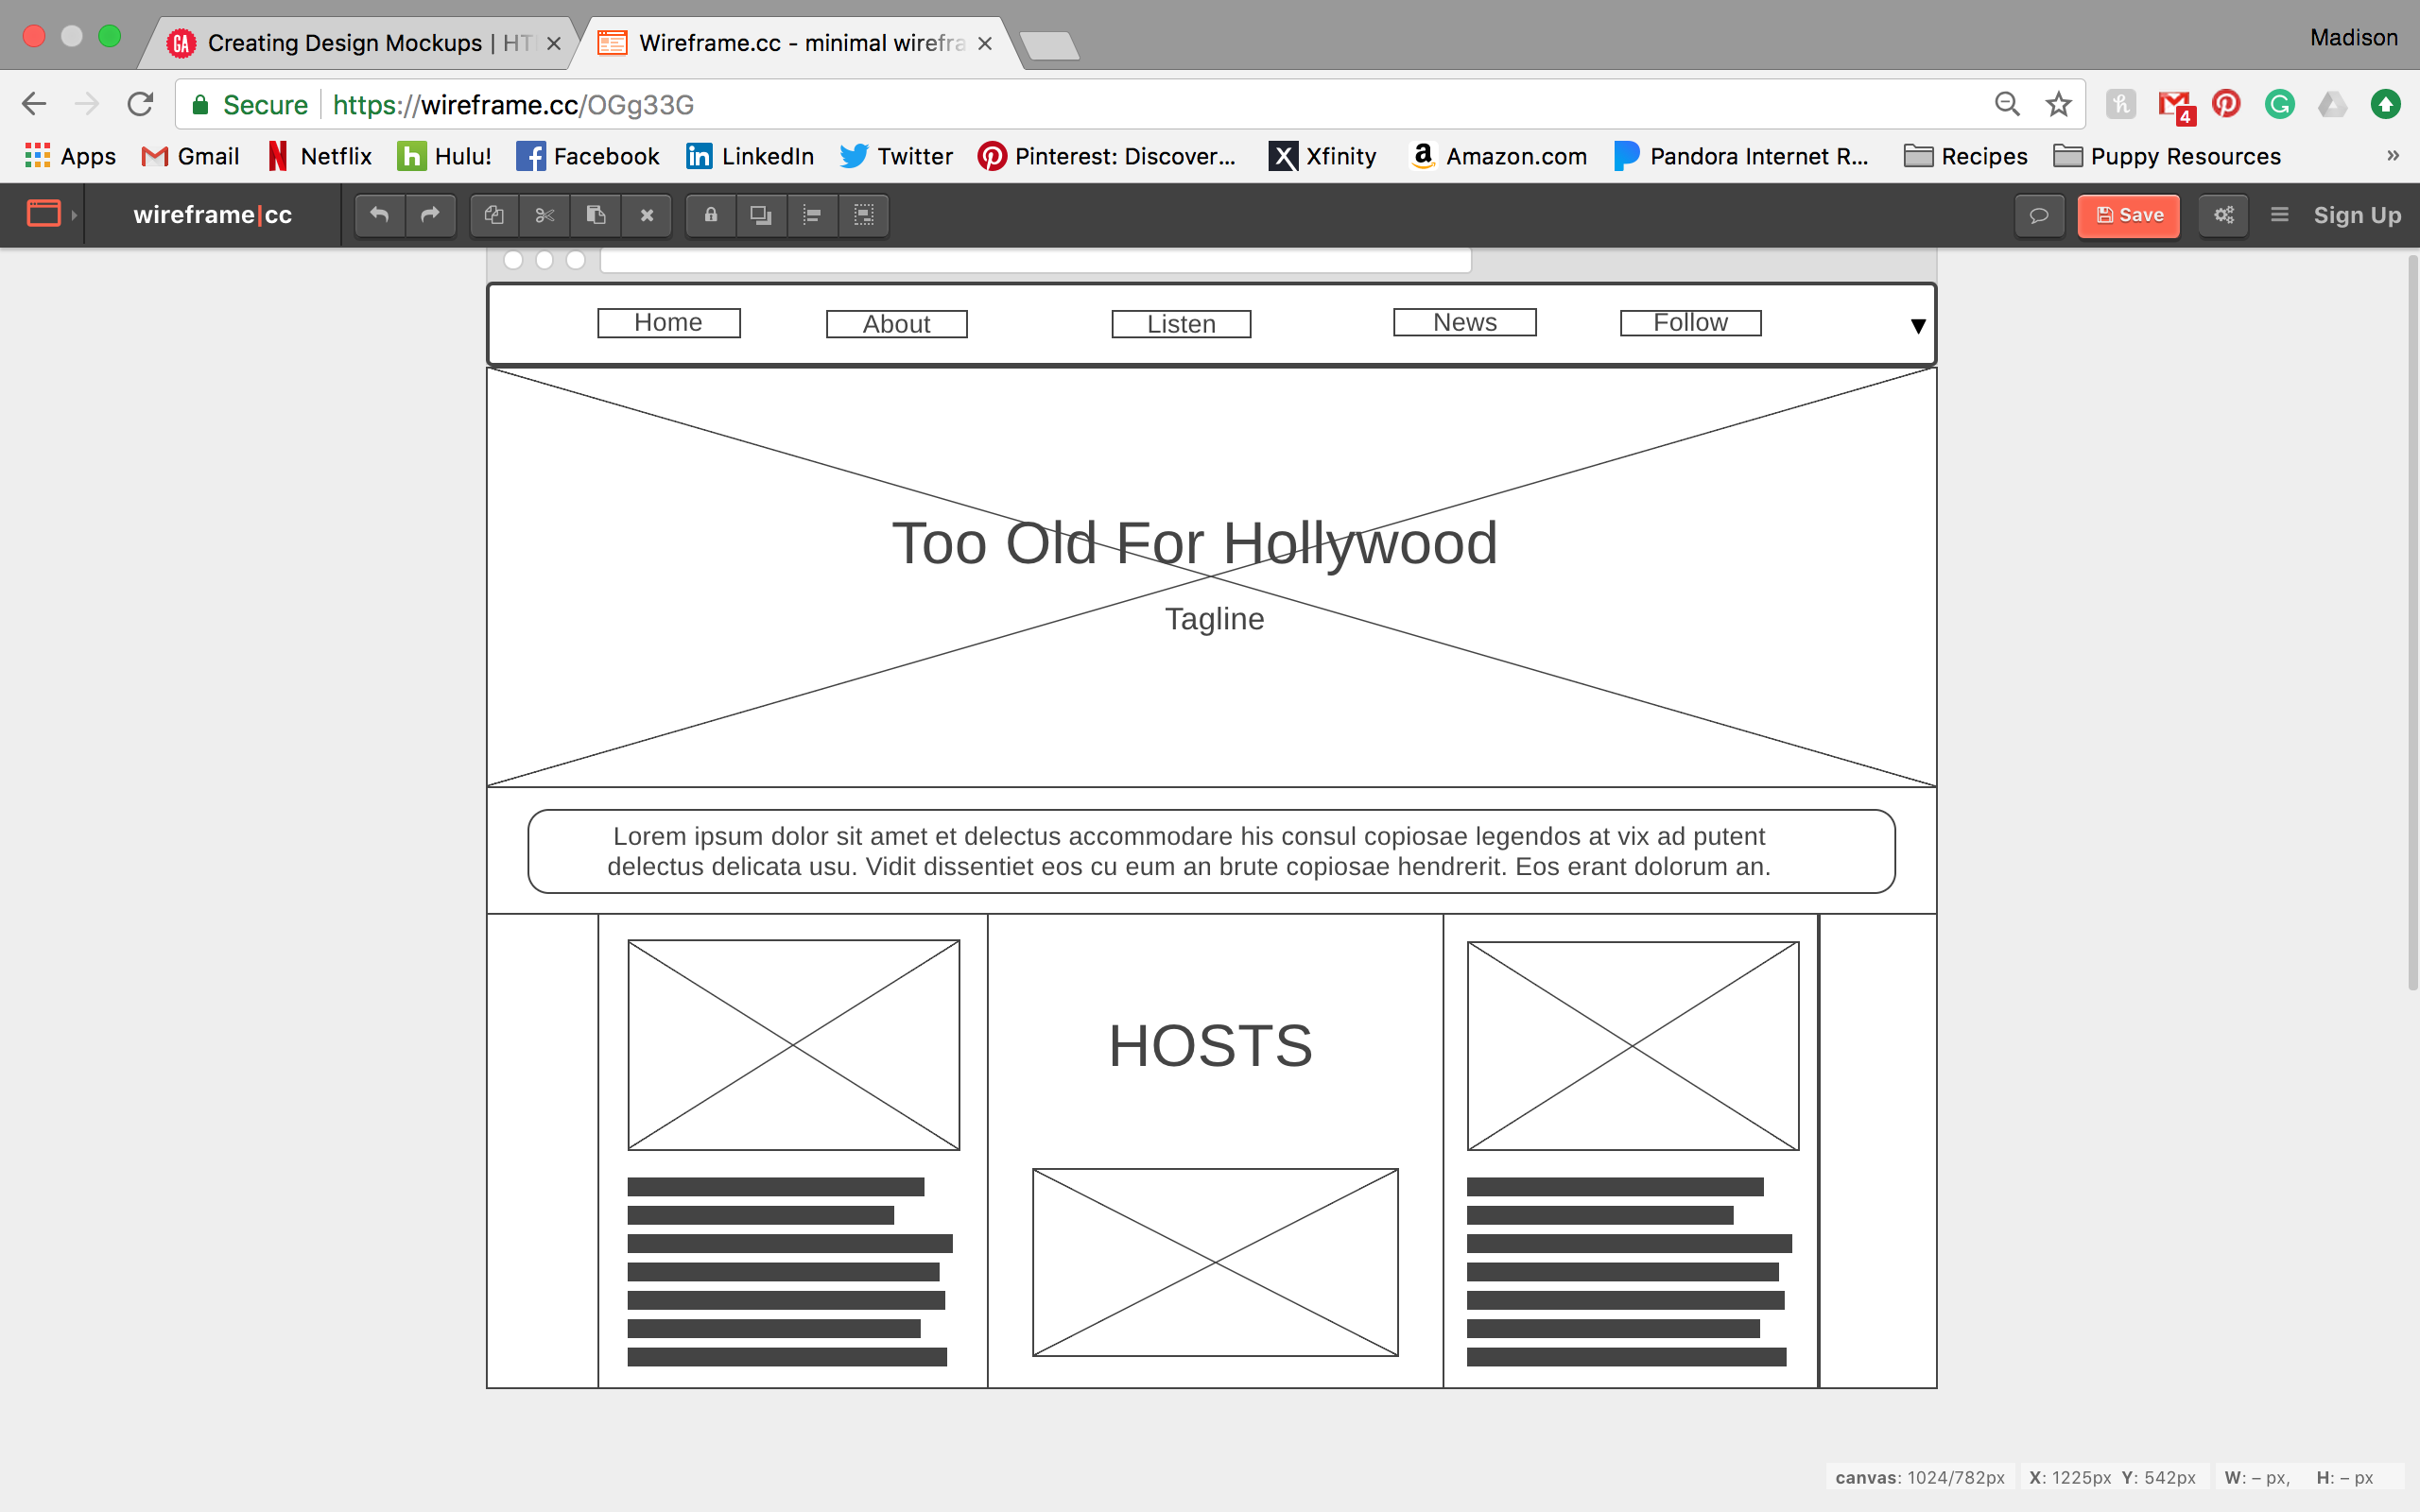 Madison
Creating Design Mockups | HT
Wireframe.cc - minimal wirefra
Secure https://wireframe.cc/OGg33G
4
Apps Gmail Netflix Hulu! Facebook LinkedIn Twitter Pinterest: Discover... Xfinity Amazon.com Pandora Internet R... Recipes Puppy Resources »
wireframe|cc Save Sign Up
Home About Listen News Follow
Too Old For Hollywood
Tagline
Lorem ipsum dolor sit amet et delectus accommodare his consul copiosae legendos at vix ad putent
delectus delicata usu. Vidit dissentiet eos cu eum an brute copiosae hendrerit. Eos erant dolorum an.
HOSTS
canvas: 1024/782px X: 1225px Y: 542px W: – px, H: – px